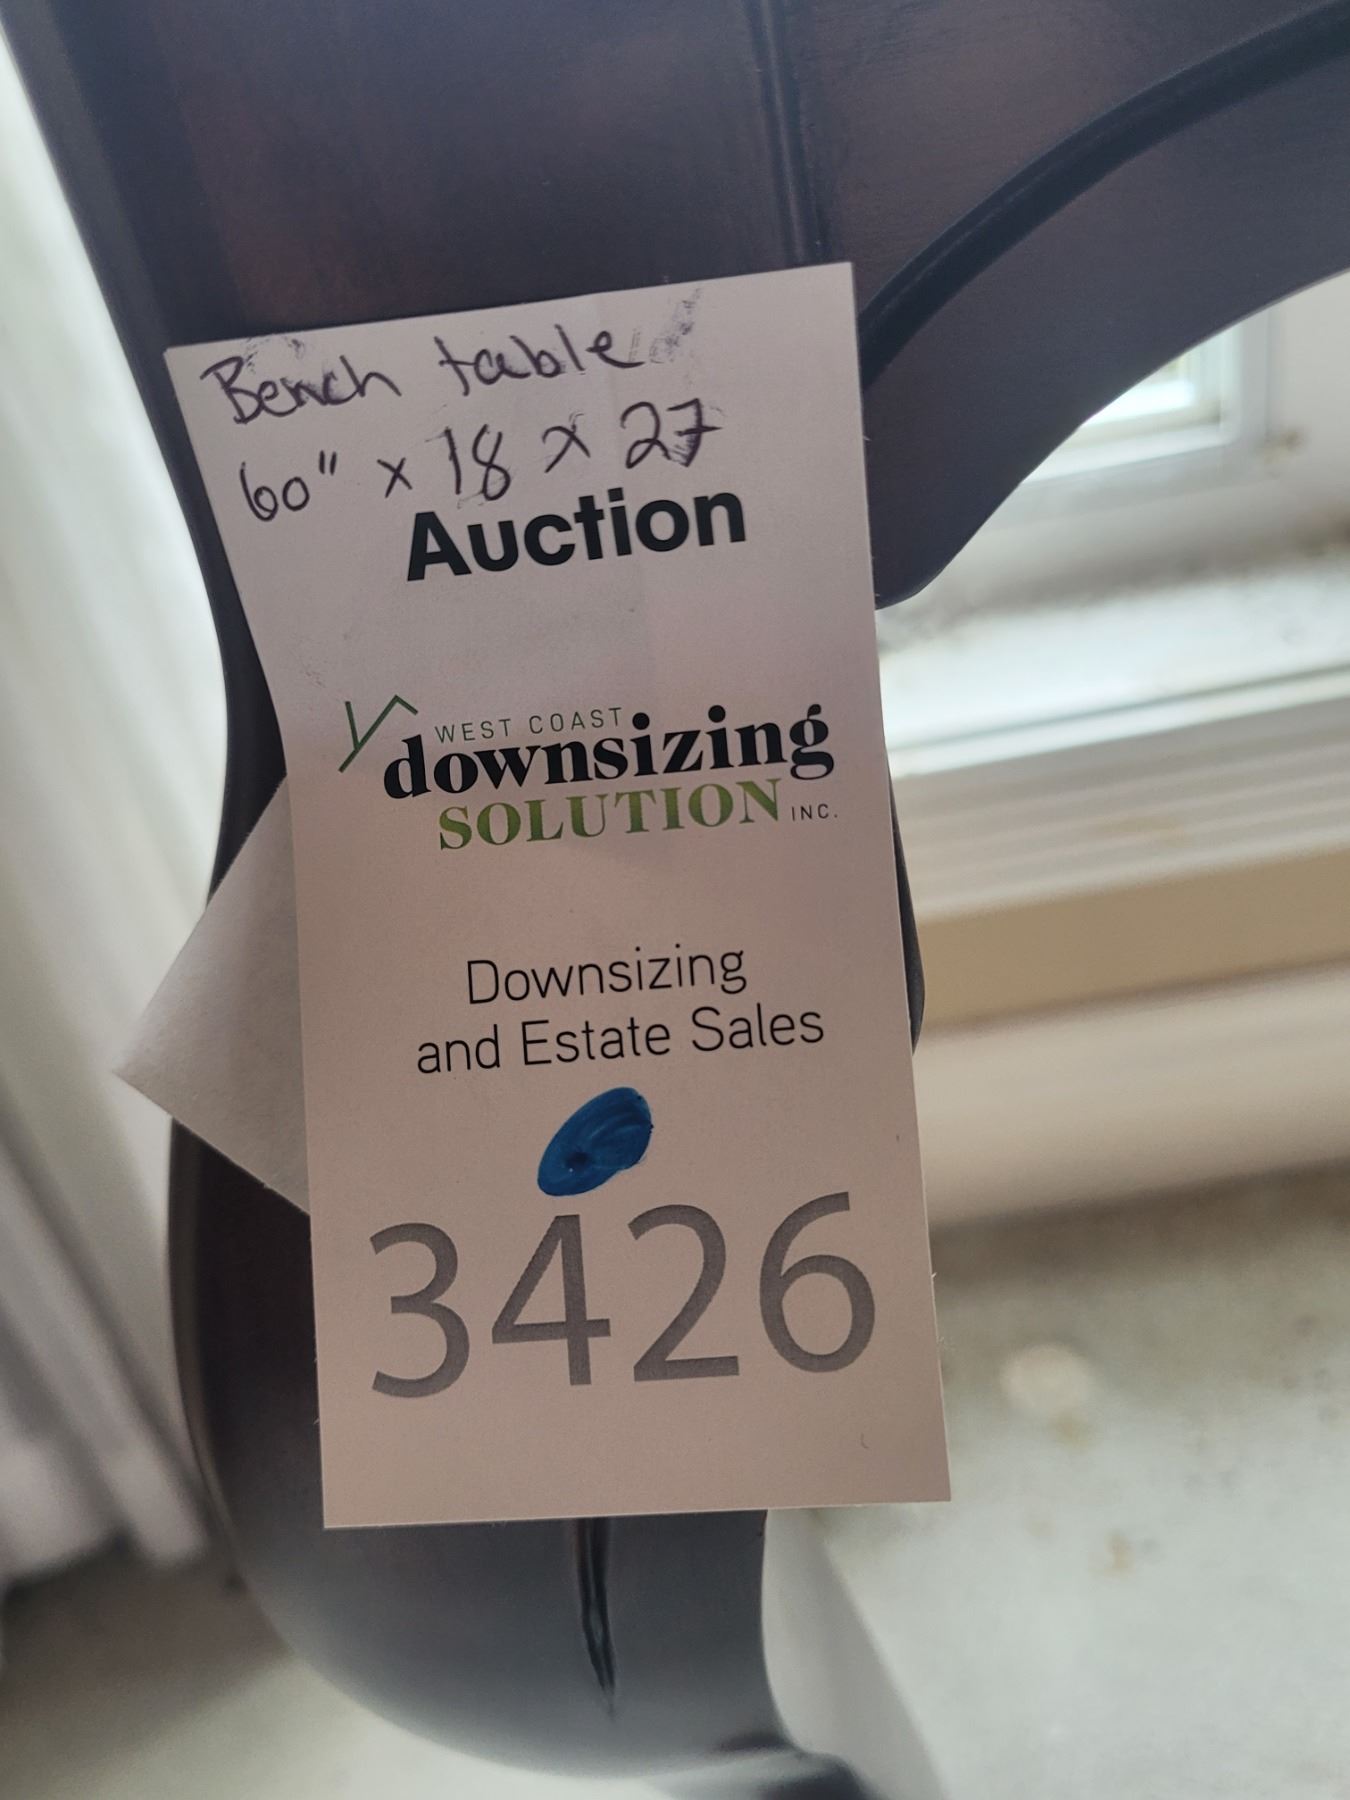 Bench table
60" x 18 x 27
Auction
WEST COAST
downsizing
SOLUTION INC.
Downsizing
and Estate Sales
3426